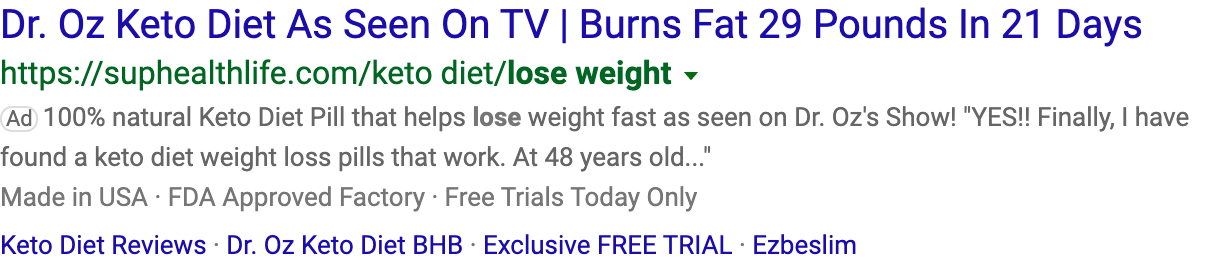 Dr. Oz Keto Diet As Seen On TV | Burns Fat 29 Pounds In 21 Days
https://suphealthlife.com/keto diet/lose weight
Ad 100% natural Keto Diet Pill that helps lose weight fast as seen on Dr. Oz's Show! "YES!! Finally, I have
found a keto diet weight loss pills that work. At 48 years old..."
Made in USA · FDA Approved Factory · Free Trials Today Only
Keto Diet Reviews · Dr. Oz Keto Diet BHB · Exclusive FREE TRIAL · Ezbeslim